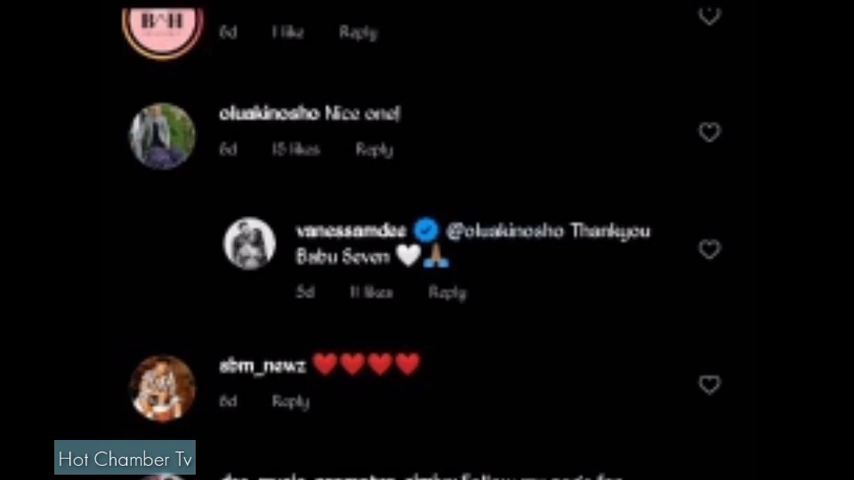 B^H
6d 1 like Reply
oluakinosho Nice one!
6d 15 likes Reply
vanessamdee @oluakinosho Thankyou
Babu Seven 🤍🙏🏽
5d 11 likes Reply
sbm_newz ❤️❤️❤️❤️
6d Reply
Hot Chamber Tv